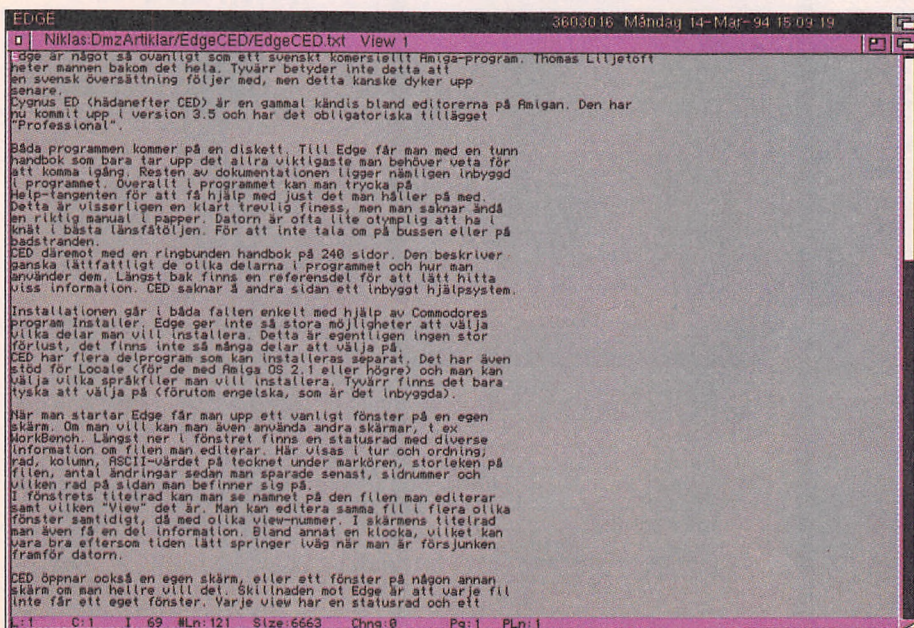 EDGE 3603016 Måndag 14-Mar-94 15:09:19
Niklas:DmzArtiklar/EdgeCED/EdgeCED.txt View 1
Edge är något så ovanligt som ett svenskt komersiellt Amiga-program. Thomas Liljetoft
heter mannen bakom det hela. Tyvärr betyder inte detta att
en svensk översättning följer med, men detta kanske dyker upp
senare.
Cygnus ED (hädanefter CED) är en gammal kändis bland editorerna på Amigan. Den har
nu kommit upp i version 3.5 och har det obligatoriska tillägget
"Professional".
Båda programmen kommer på en diskett. Till Edge får man med en tunn
handbok som bara tar upp det allra viktigaste man behöver veta för
att komma igång. Resten av dokumentationen ligger nämligen inbyggd
i programmet. Överallt i programmet kan man trycka på
Help-tangenten för att få hjälp med just det man håller på med.
Detta är visserligen en klart trevlig finess, men man saknar ändå
en riktig manual i papper. Datorn är ofta lite otymplig att ha i
knät i bästa länsfåtöljen. För att inte tala om på bussen eller på
badstranden.
CED däremot med en ringbunden handbok på 240 sidor. Den beskriver
ganska lättfattligt de olika delarna i programmet och hur man
använder dem. Längst bak finns en referensdel för att lätt hitta
viss information. CED saknar å andra sidan ett inbyggt hjälpsystem.
Installationen går i båda fallen enkelt med hjälp av Commodores
program Installer. Edge ger inte så stora möjligheter att välja
vilka delar man vill installera. Detta är egentligen ingen stor
förlust, det finns inte så många delar att välja på.
CED har flera delprogram som kan installeras separat. Det har även
stöd för Locale (för de med Amiga OS 2.1 eller högre) och man kan
välja vilka språkfiler man vill installera. Tyvärr finns det bara
tyska att välja på (förutom engelska, som är det inbyggda).
När man startar Edge får man upp ett vanligt fönster på en egen
skärm. Om man vill kan man även använda andra skärmar, t ex
WorkBench. Längst ner i fönstret finns en statusrad med diverse
information om filen man editerar. Här visas i tur och ordning;
rad, kolumn, ASCII-värdet på tecknet under markören, storleken på
filen, antal ändringar sedan man sparade senast, sidnummer och
vilken rad på sidan man befinner sig på.
I fönstrets titelrad kan man se namnet på den filen man editerar
samt vilken "View" det är. Man kan editera samma fil i flera olika
fönster samtidigt, då med olika view-nummer. I skärmens titelrad
man även få en del information. Bland annat en klocka, vilket kan
vara bra eftersom tiden lätt springer iväg när man är försjunken
framför datorn.
CED öppnar också en egen skärm, eller ett fönster på någon annan
skärm om man hellre vill det. Skillnaden mot Edge är att varje fil
inte får ett eget fönster. Varje view har en statusrad och ett
L:1 C:1 I 69 #Ln:121 Size:6663 Chng:0 Pg:1 PLn:1